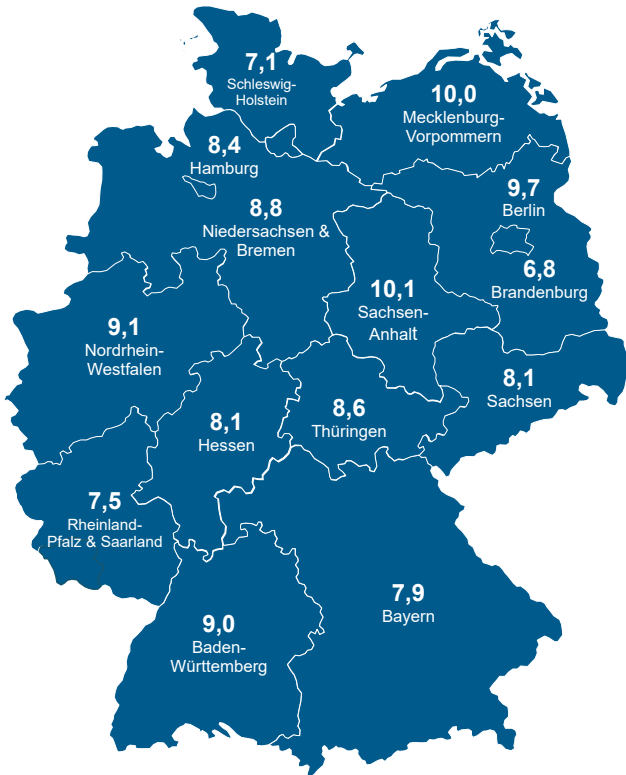 7,1
Schleswig-
Holstein
10,0
Mecklenburg-
Vorpommern
8,4
Hamburg
9,7
Berlin
8,8
Niedersachsen &
Bremen
6,8
Brandenburg
10,1
Sachsen-
Anhalt
9,1
Nordrhein-
Westfalen
8,1
Sachsen
8,1
Hessen
8,6
Thüringen
7,5
Rheinland-
Pfalz & Saarland
7,9
Bayern
9,0
Baden-
Württemberg